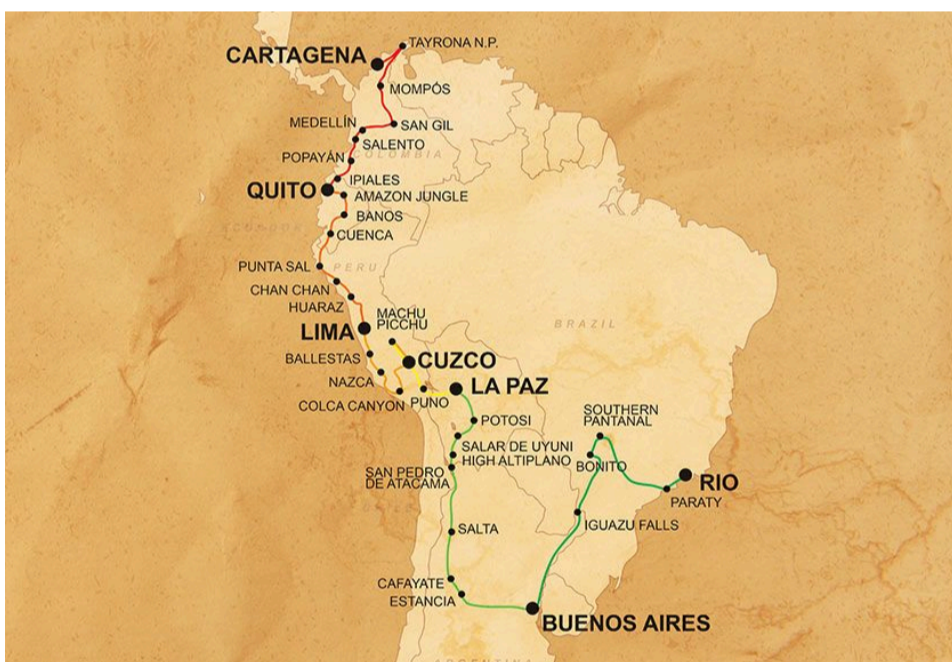 TAYRONA N.P.
CARTAGENA
MOMPÓS
MEDELLÍN
SAN GIL
SALENTO
COLOMBIA
POPAYÁN
IPIALES
QUITO
AMAZON JUNGLE
BANOS
ECUADOR
CUENCA
PUNTA SAL
PERU
CHAN CHAN
HUARAZ
MACHU
PICCHU
LIMA
BRAZIL
BALLESTAS
CUZCO
NAZCA
LA PAZ
COLCA CANYON
PUNO
SOUTHERN
PANTANAL
POTOSI
SALAR DE UYUNI
HIGH ALTIPLANO
BONITO
SAN PEDRO
DE ATACAMA
RIO
PARATY
IGUAZU FALLS
SALTA
CAFAYATE
ESTANCIA
BUENOS AIRES
ARGENTINA